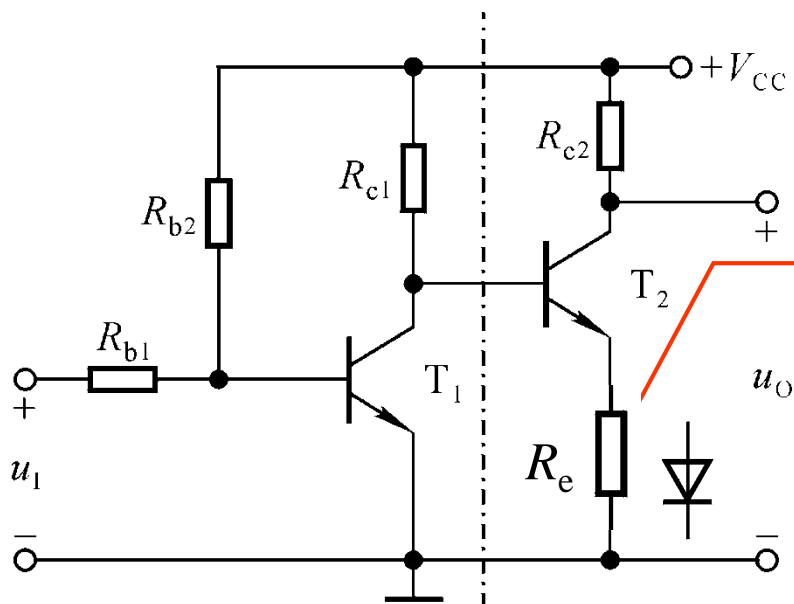 +V_CC
R_c2
R_c1
R_b2
+
T_2
R_b1
T_1
+
u_O
u_I
R_e
−
−